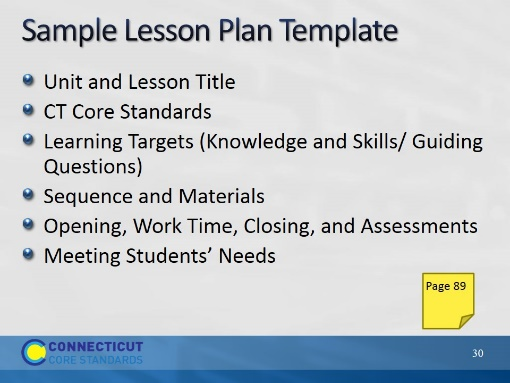 Sample Lesson Plan Template
Unit and Lesson Title
CT Core Standards
Learning Targets (Knowledge and Skills/ Guiding
Questions)
Sequence and Materials
Opening, Work Time, Closing, and Assessments
Meeting Students’ Needs
Page 89
CONNECTICUT
CORE STANDARDS
30